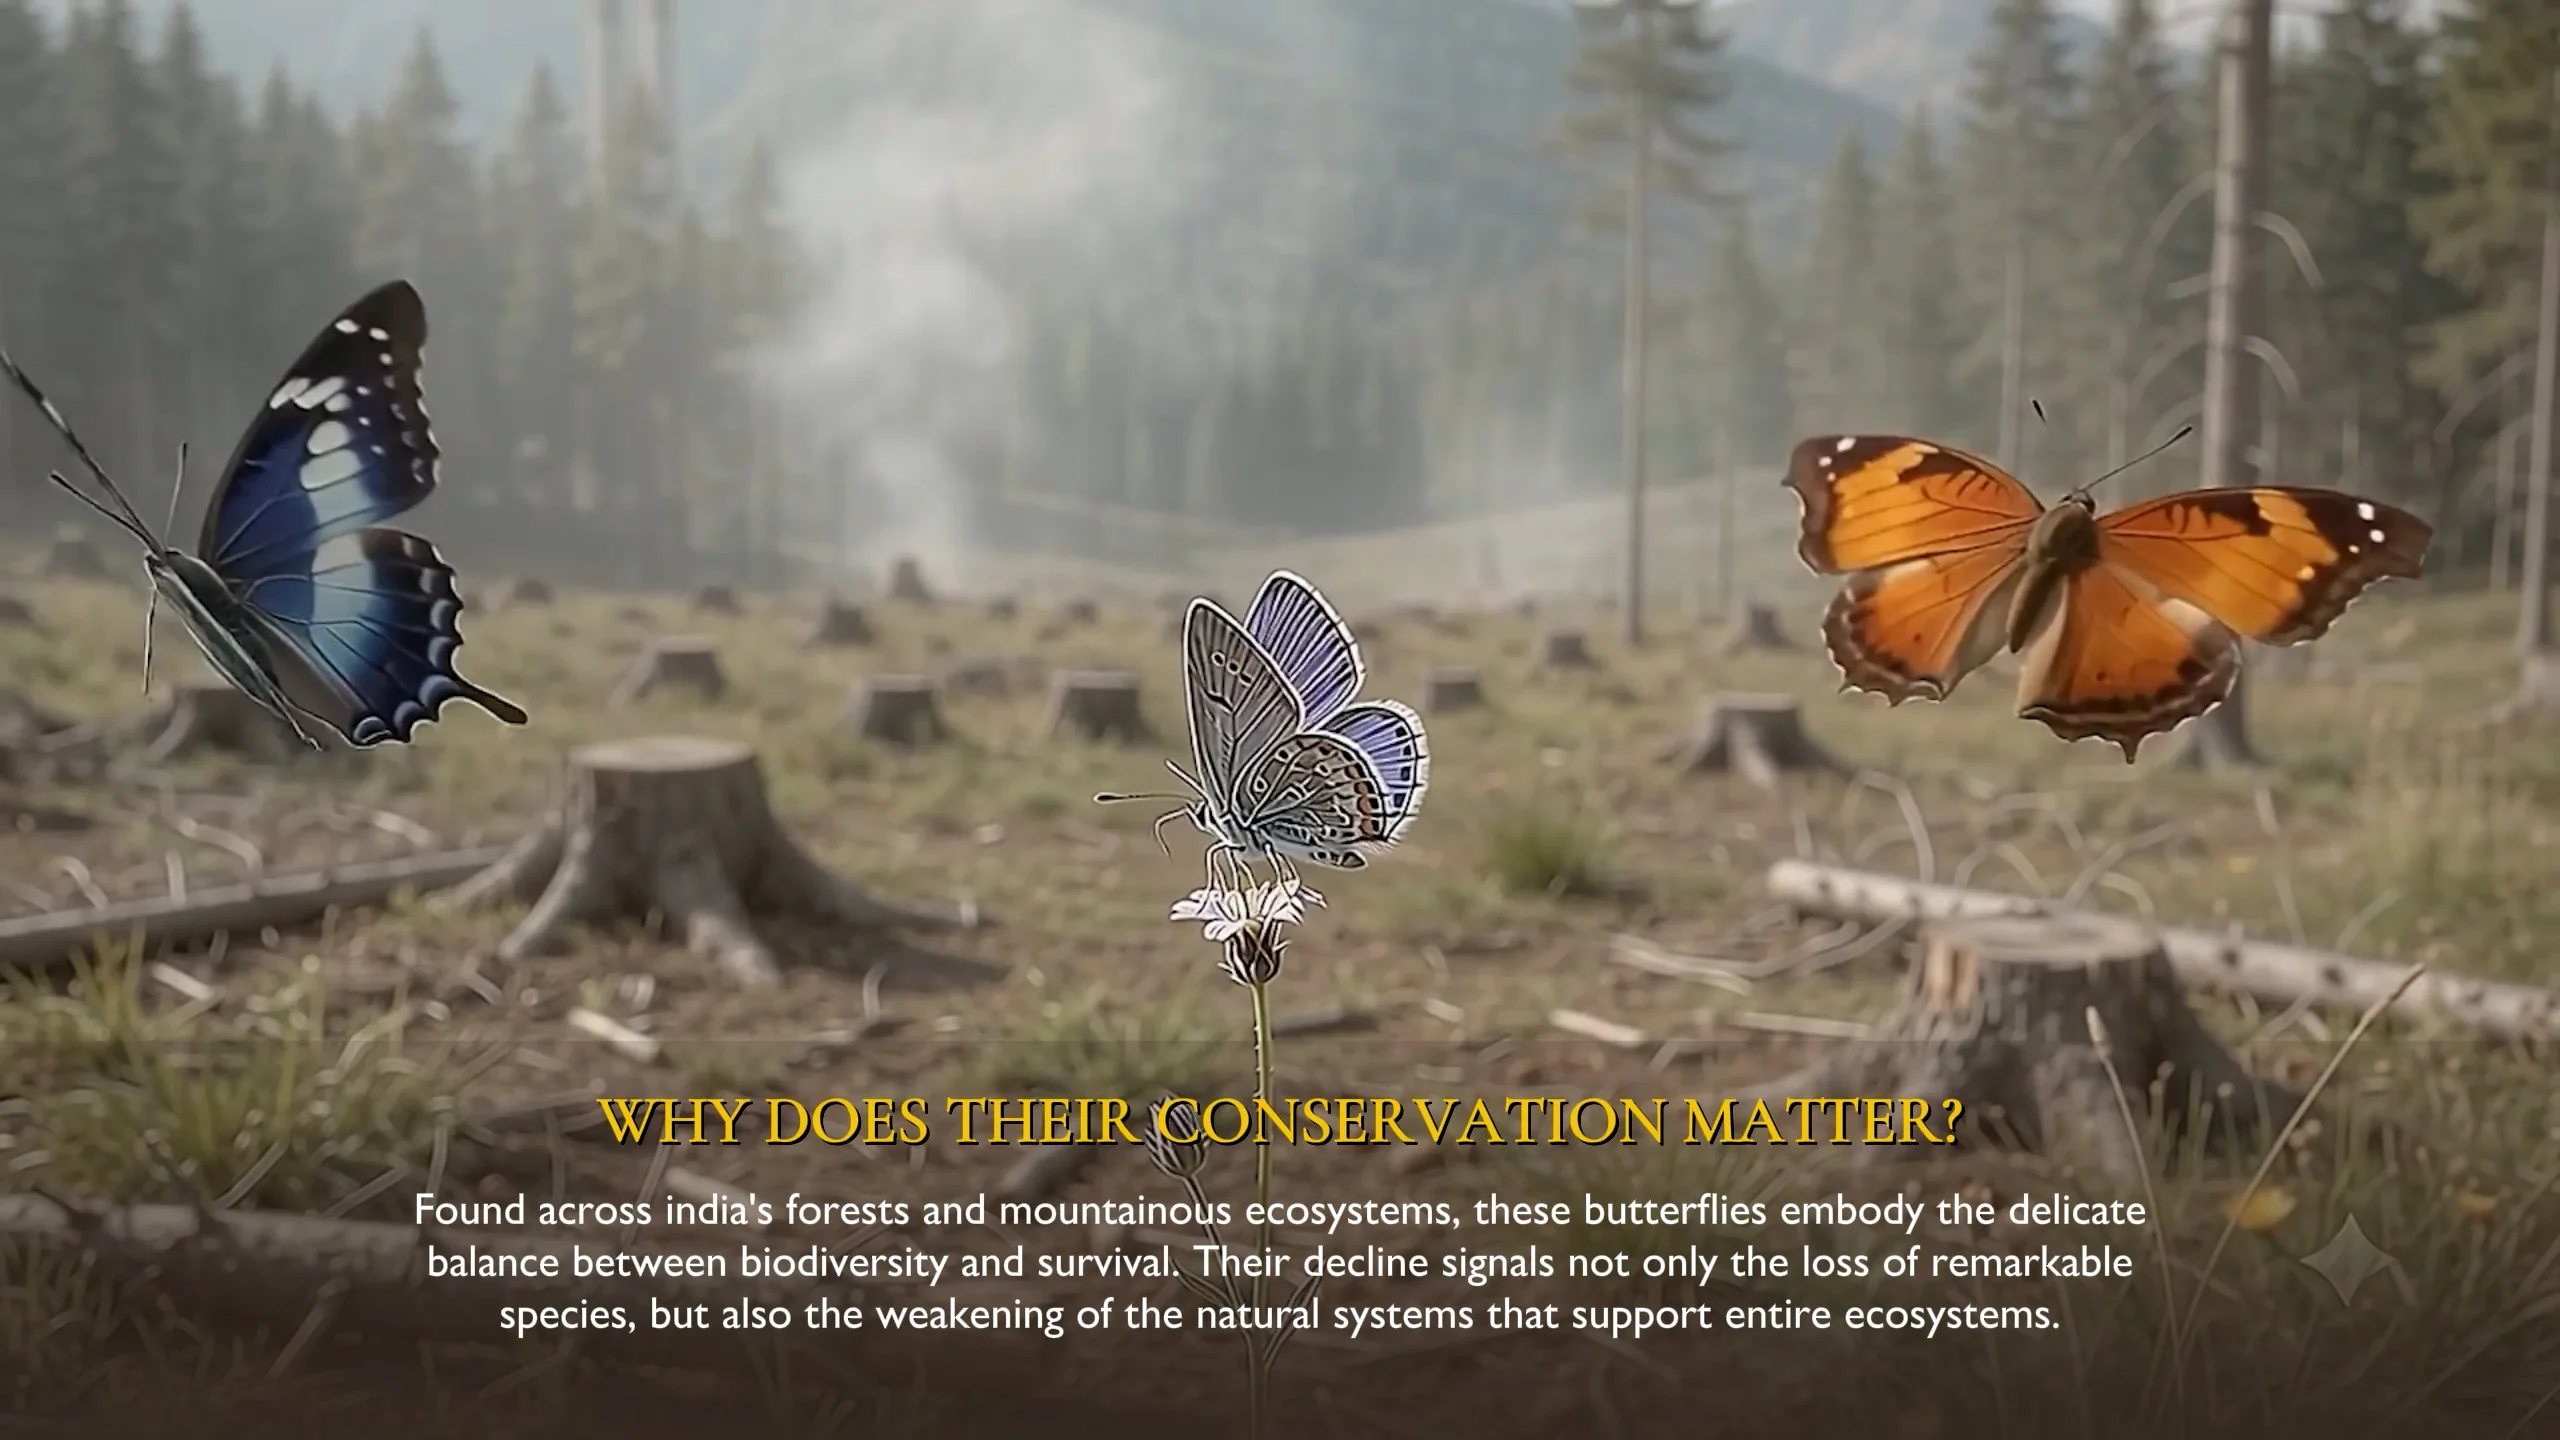 WHY DOES THEIR CONSERVATION MATTER?
Found across india's forests and mountainous ecosystems, these butterflies embody the delicate
balance between biodiversity and survival. Their decline signals not only the loss of remarkable
species, but also the weakening of the natural systems that support entire ecosystems.